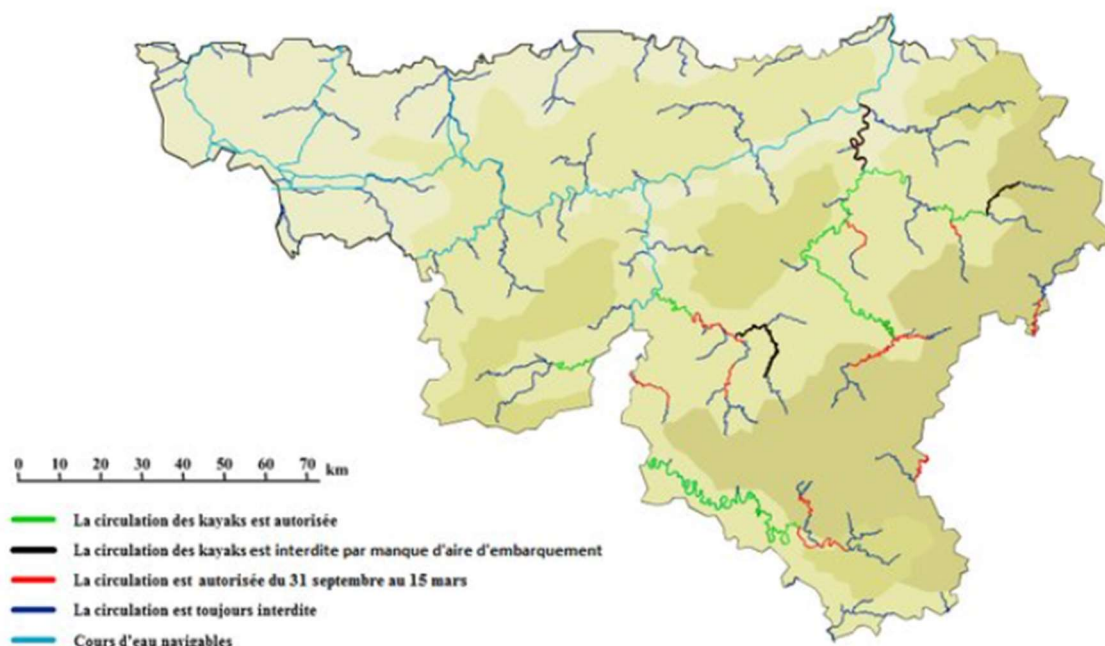 0 10 20 30 40 50 60 70 km
La circulation des kayaks est autorisée
La circulation des kayaks est interdite par manque d'aire d'embarquement
La circulation est autorisée du 31 septembre au 15 mars
La circulation est toujours interdite
Cours d'eau navigables